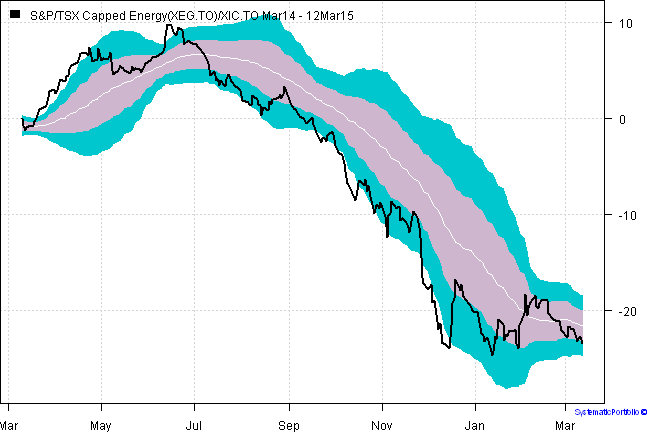 S&P/TSX Capped Energy(XEG.TO)/XIC.TO Mar14 - 12Mar15
10
0
-10
-20
Mar May Jul Sep Nov Jan Mar
SystematicPortfolio ©